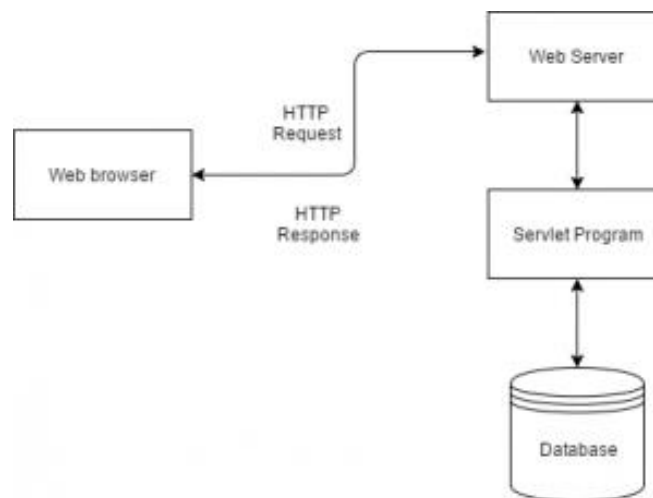 Web Server
HTTP
Request
Web browser
HTTP
Response
Servlet Program
Database